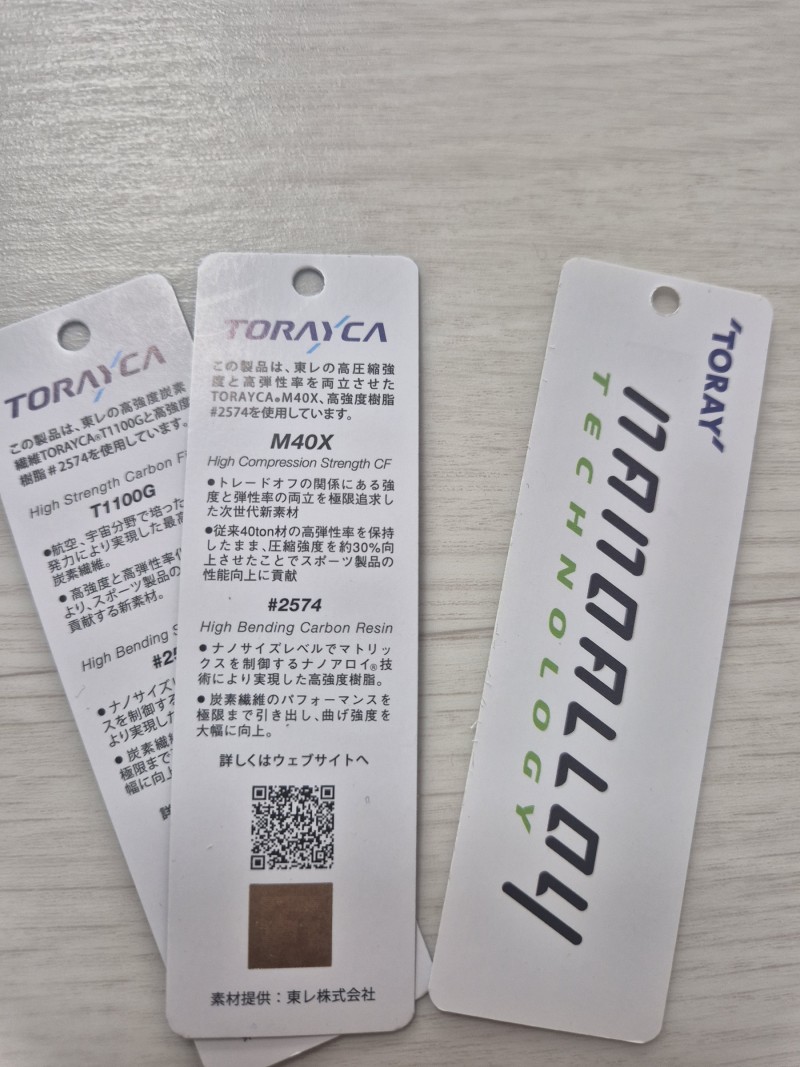 TORAYCA
この製品は、東レの高強度炭素
繊維TORAYCA®T1100Gと高強度
樹脂#2574を使用しています。
High Strength Carbon
T1100G
●航空、宇宙分野で培った
発力により実現した最高
炭素繊維。
●高強度と高弾性率
より、スポーツ製品の
貢献する新素材。
High Bending
●ナノサイズ
スを制御する
より実現した
●炭素繊維
極限まで
幅に向上
詳
TORAYCA
この製品は、東レの高圧縮強
度と高弾性率を両立させた
TORAYCA®M40X、高強度樹脂
#2574を使用しています。
M40X
High Compression Strength CF
●トレードオフの関係にある強
度と弾性率の両立を極限追求し
た次世代新素材
●従来40ton材の高弾性率を保持
したまま、圧縮強度を約30%向
上させたことでスポーツ製品の
性能向上に貢献
#2574
High Bending Carbon Resin
●ナノサイズレベルでマトリッ
クスを制御するナノアロイ®技
術により実現した高強度樹脂。
●炭素繊維のパフォーマンスを
極限まで引き出し、曲げ強度を
大幅に向上。
詳しくはウェブサイトへ
素材提供：東レ株式会社
TORAY
NANOALLOY
TECHNOLOGY